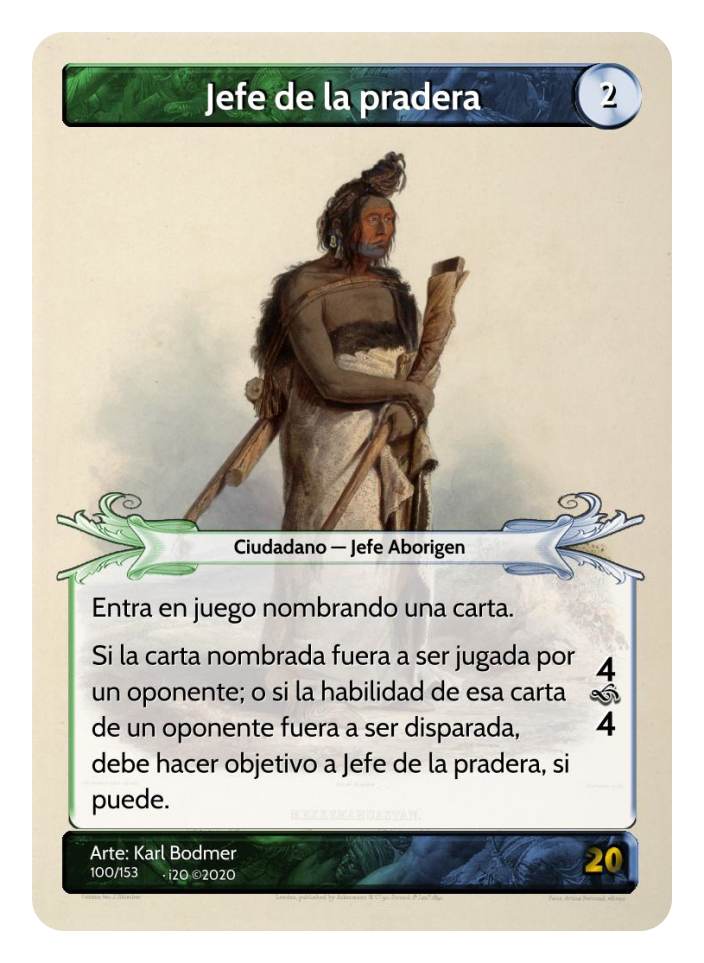 Jefe de la pradera
2
Ciudadano — Jefe Aborigen
Entra en juego nombrando una carta.
Si la carta nombrada fuera a ser jugada por
un oponente; o si la habilidad de esa carta
de un oponente fuera a ser disparada,
debe hacer objetivo a Jefe de la pradera, si
puede.
4
4
Arte: Karl Bodmer
100/153 · i20 ©2020
20